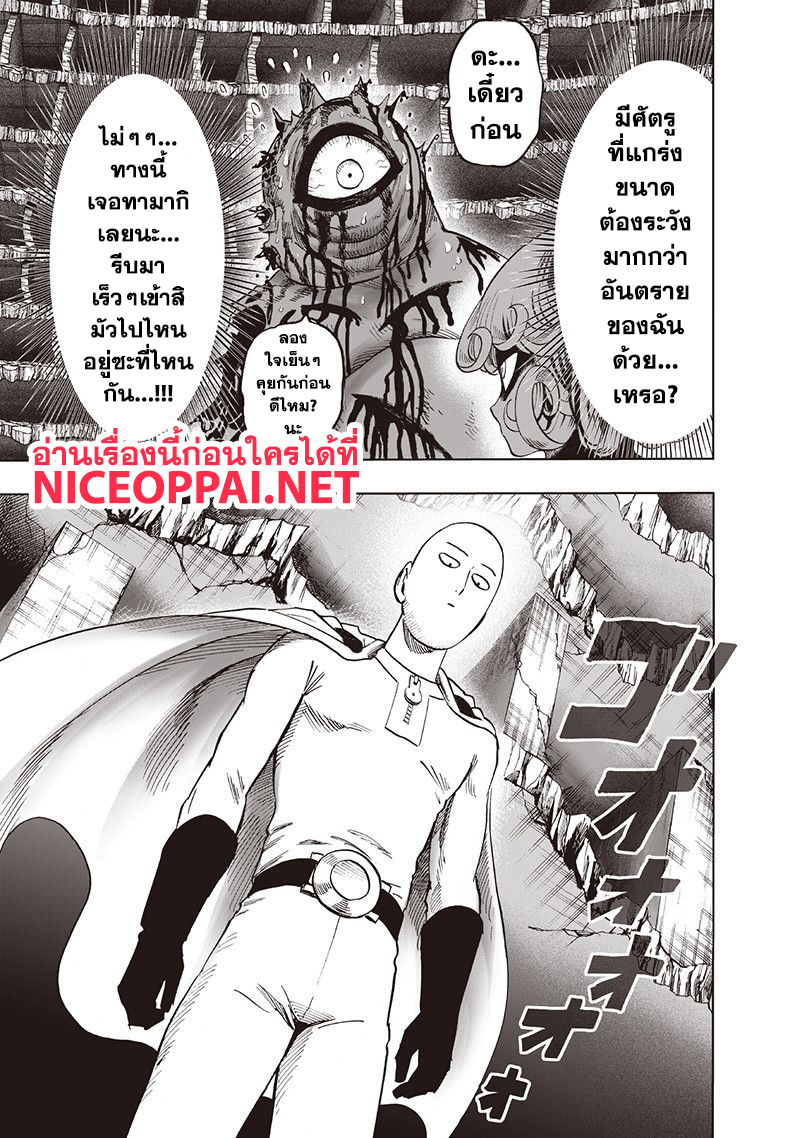 มีศัตรู
ที่แกร่ง
ขนาด
ต้องระวัง
มากกว่า
อันตราย
ของฉัน
ด้วย...
เหรอ?
ดะ...
เดี๋ยว
ก่อน
ลอง
ใจเย็นๆ
คุยกันก่อน
ดีไหม?
นะ
ไม่ๆๆ...
ทางนี้
เจอทามากิ
เลยนะ...
รีบมา
เร็วๆเข้าสิ
มัวไปไหน
อยู่ซะที่ไหน
กัน...!!!
อ่านเรื่องนี้ก่อนใครได้ที่
NICEOPPAI.NET
ゴオオオオオ